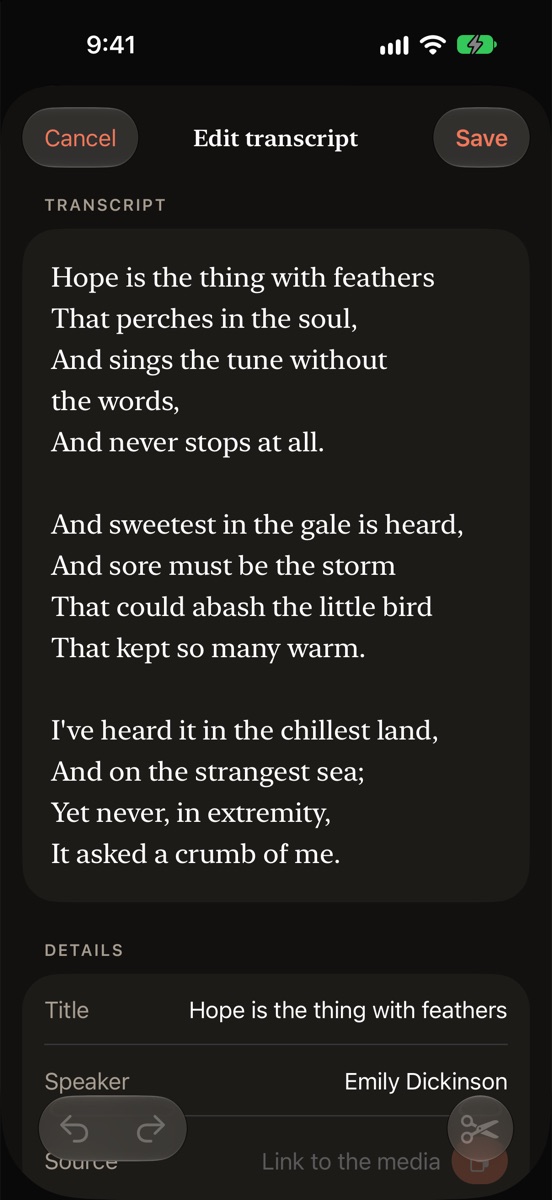 9:41
Cancel
Edit transcript
Save
TRANSCRIPT
Hope is the thing with feathers
That perches in the soul,
And sings the tune without
the words,
And never stops at all.

And sweetest in the gale is heard,
And sore must be the storm
That could abash the little bird
That kept so many warm.

I've heard it in the chillest land,
And on the strangest sea;
Yet never, in extremity,
It asked a crumb of me.
DETAILS
Title Hope is the thing with feathers
Speaker Emily Dickinson
Source Link to the media